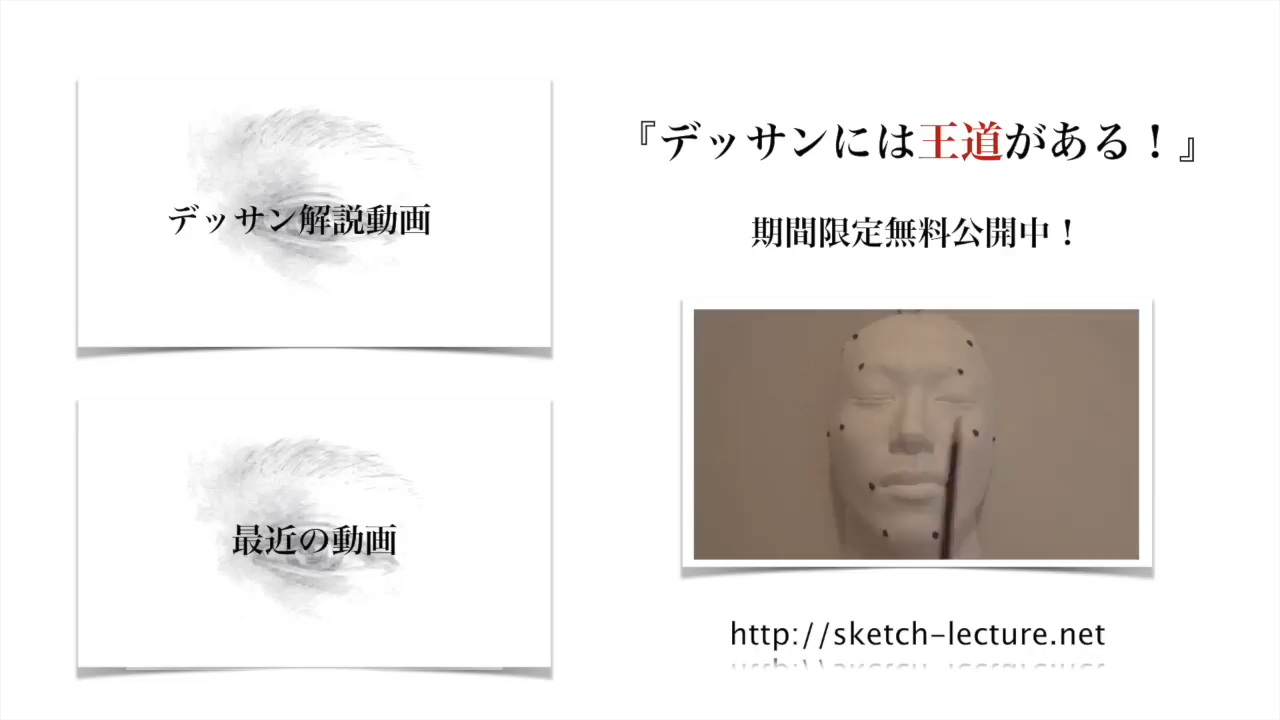 デッサン解説動画
最近の動画
『デッサンには王道がある！』
期間限定無料公開中！
http://sketch-lecture.net